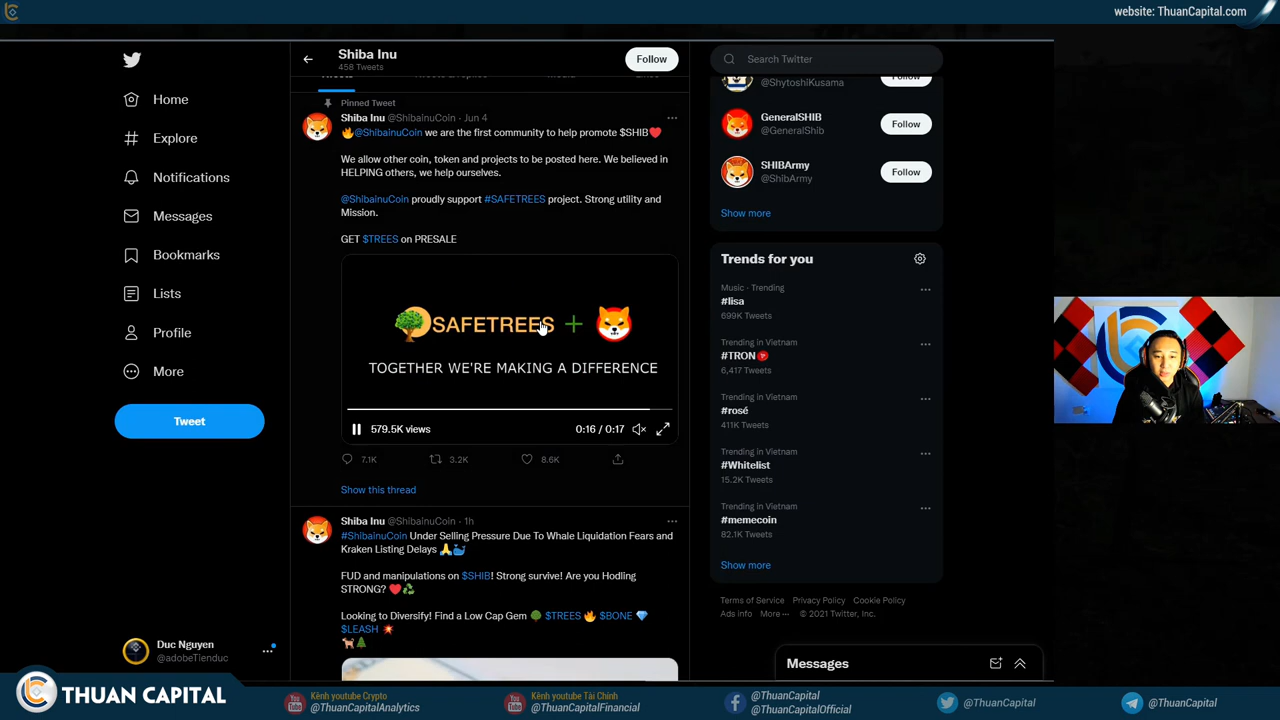 website: ThuanCapital.com
Shiba Inu
458 Tweets
Follow
Search Twitter
Home
Explore
Notifications
Messages
Bookmarks
Lists
Profile
More
Tweet
Pinned Tweet
Shiba Inu @ShibainuCoin · Jun 4
🔥@ShibainuCoin we are the first community to help promote $SHIB❤️
We allow other coin, token and projects to be posted here. We believed in
HELPING others, we help ourselves.
@ShibainuCoin proudly support #SAFETREES project. Strong utility and
Mission.
GET $TREES on PRESALE
SAFETREES +
TOGETHER WE'RE MAKING A DIFFERENCE
579.5K views
0:16 / 0:17
7.1K
3.2K
8.6K
Show this thread
Shiba Inu @ShibainuCoin · 1h
#ShibainuCoin Under Selling Pressure Due To Whale Liquidation Fears and
Kraken Listing Delays 🙏🐳
FUD and manipulations on $SHIB! Strong survive! Are you Hodling
STRONG? ❤️♻️
Looking to Diversify! Find a Low Cap Gem 🌳 $TREES 🔥 $BONE 💎
$LEASH 💥
🐕🌲
@ShytoshiKusama
Follow
GeneralSHIB
@GeneralShib
Follow
SHIBArmy
@ShibArmy
Follow
Show more
Trends for you
Music · Trending
#lisa
699K Tweets
Trending in Vietnam
#TRON
6,417 Tweets
Trending in Vietnam
#rosé
411K Tweets
Trending in Vietnam
#Whitelist
15.2K Tweets
Trending in Vietnam
#memecoin
82.1K Tweets
Show more
Terms of Service Privacy Policy Cookie Policy
Ads info More ··· © 2021 Twitter, Inc.
Duc Nguyen
@adobeTienduc
Messages
THUAN CAPITAL
Kênh youtube Crypto
@ThuanCapitalAnalytics
Kênh youtube Tài Chính
@ThuanCapitalFinancial
@ThuanCapital
@ThuanCapitalOfficial
@ThuanCapital
@ThuanCapital